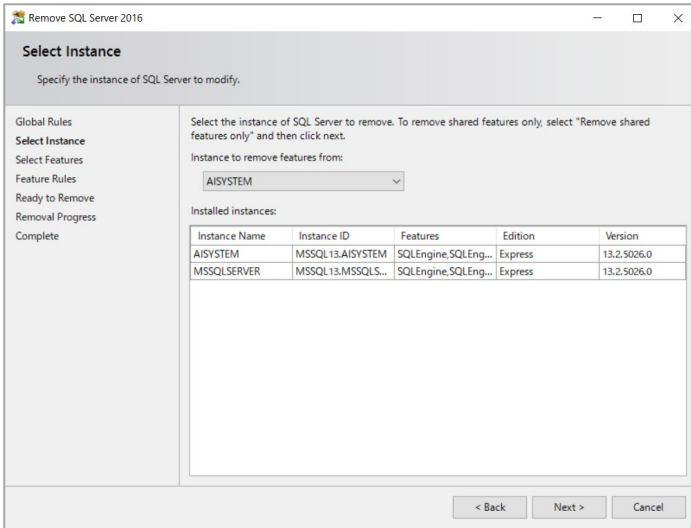 Remove SQL Server 2016
Select Instance
Specify the instance of SQL Server to modify.
Global Rules
Select Instance
Select Features
Feature Rules
Ready to Remove
Removal Progress
Complete
Select the instance of SQL Server to remove. To remove shared features only, select "Remove shared
features only" and then click next.
Instance to remove features from:
AISYSTEM
Installed instances:
Instance Name Instance ID Features Edition Version
AISYSTEM MSSQL13.AISYSTEM SQLEngine,SQLEng... Express 13.2.5026.0
MSSQLSERVER MSSQL13.MSSQLS... SQLEngine,SQLEng... Express 13.2.5026.0
< Back Next > Cancel